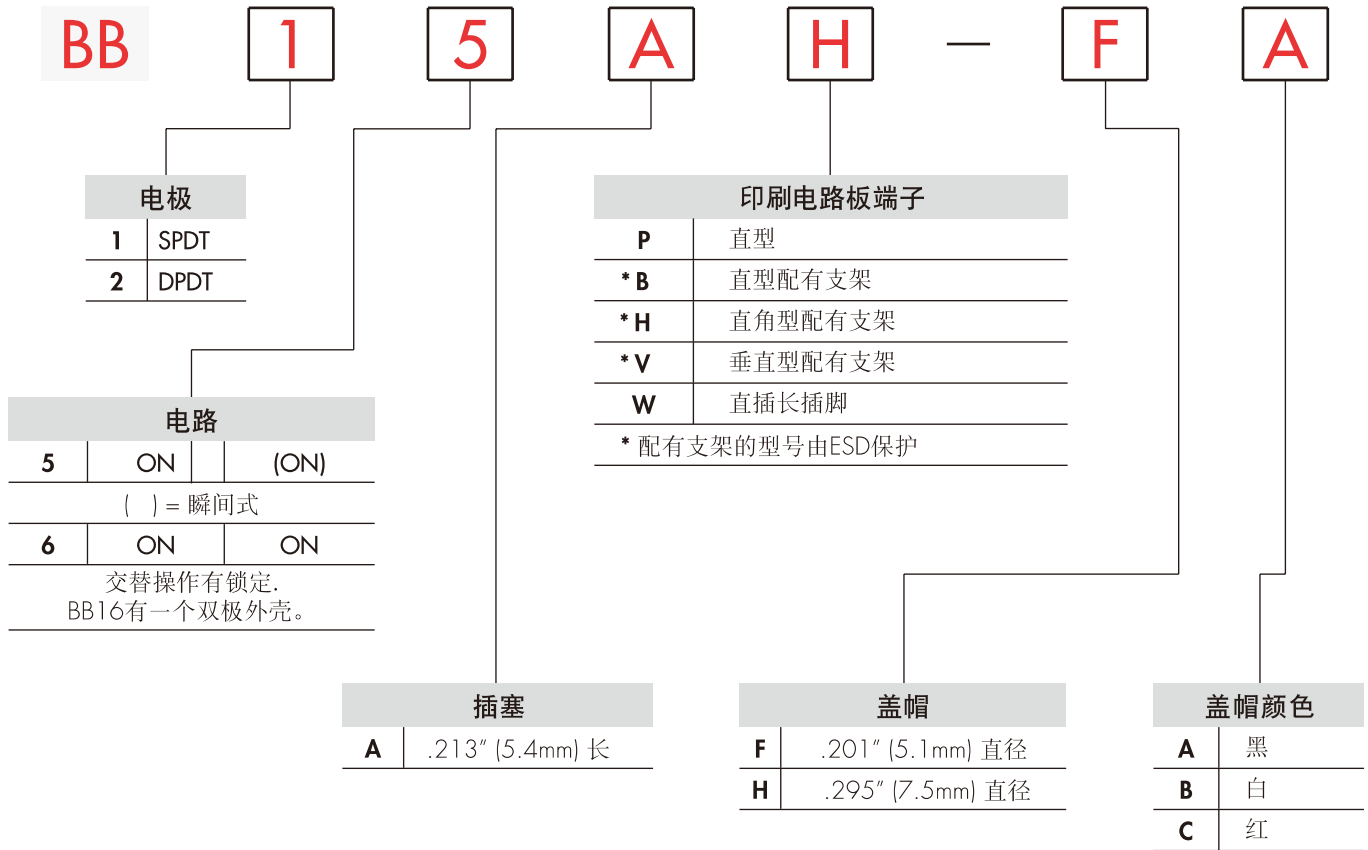 BB 1 5 A H — F A
电极
1 SPDT
2 DPDT
印刷电路板端子
P 直型
* B 直型配有支架
* H 直角型配有支架
* V 垂直型配有支架
W 直插长插脚
* 配有支架的型号由ESD保护
电路
5 ON (ON)
( ) = 瞬间式
6 ON ON
交替操作有锁定.
BB16有一个双极外壳。
插塞
A .213" (5.4mm) 长
盖帽
F .201" (5.1mm) 直径
H .295" (7.5mm) 直径
盖帽颜色
A 黑
B 白
C 红